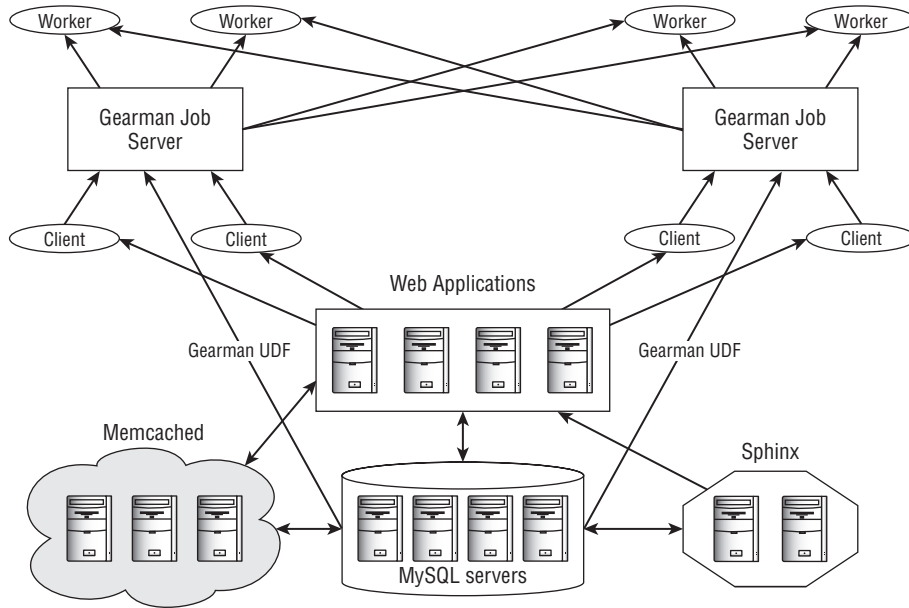 Worker
Worker
Worker
Worker
Gearman Job
Server
Gearman Job
Server
Client
Client
Client
Client
Web Applications
Gearman UDF
Gearman UDF
Memcached
Sphinx
MySQL servers